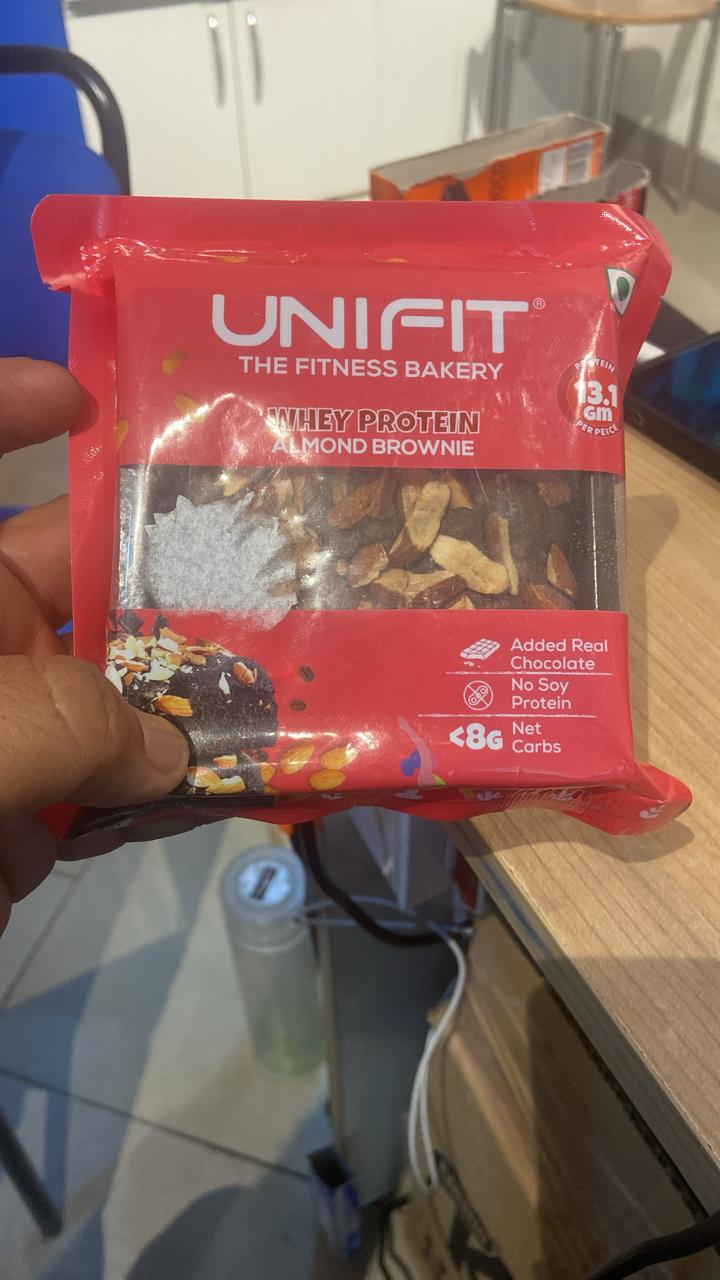 UNIFIT®
THE FITNESS BAKERY
PROTEIN
13.1
GM
PER PEICE
WHEY PROTEIN
ALMOND BROWNIE
Added Real
Chocolate
No Soy
Protein
<8G Net
Carbs